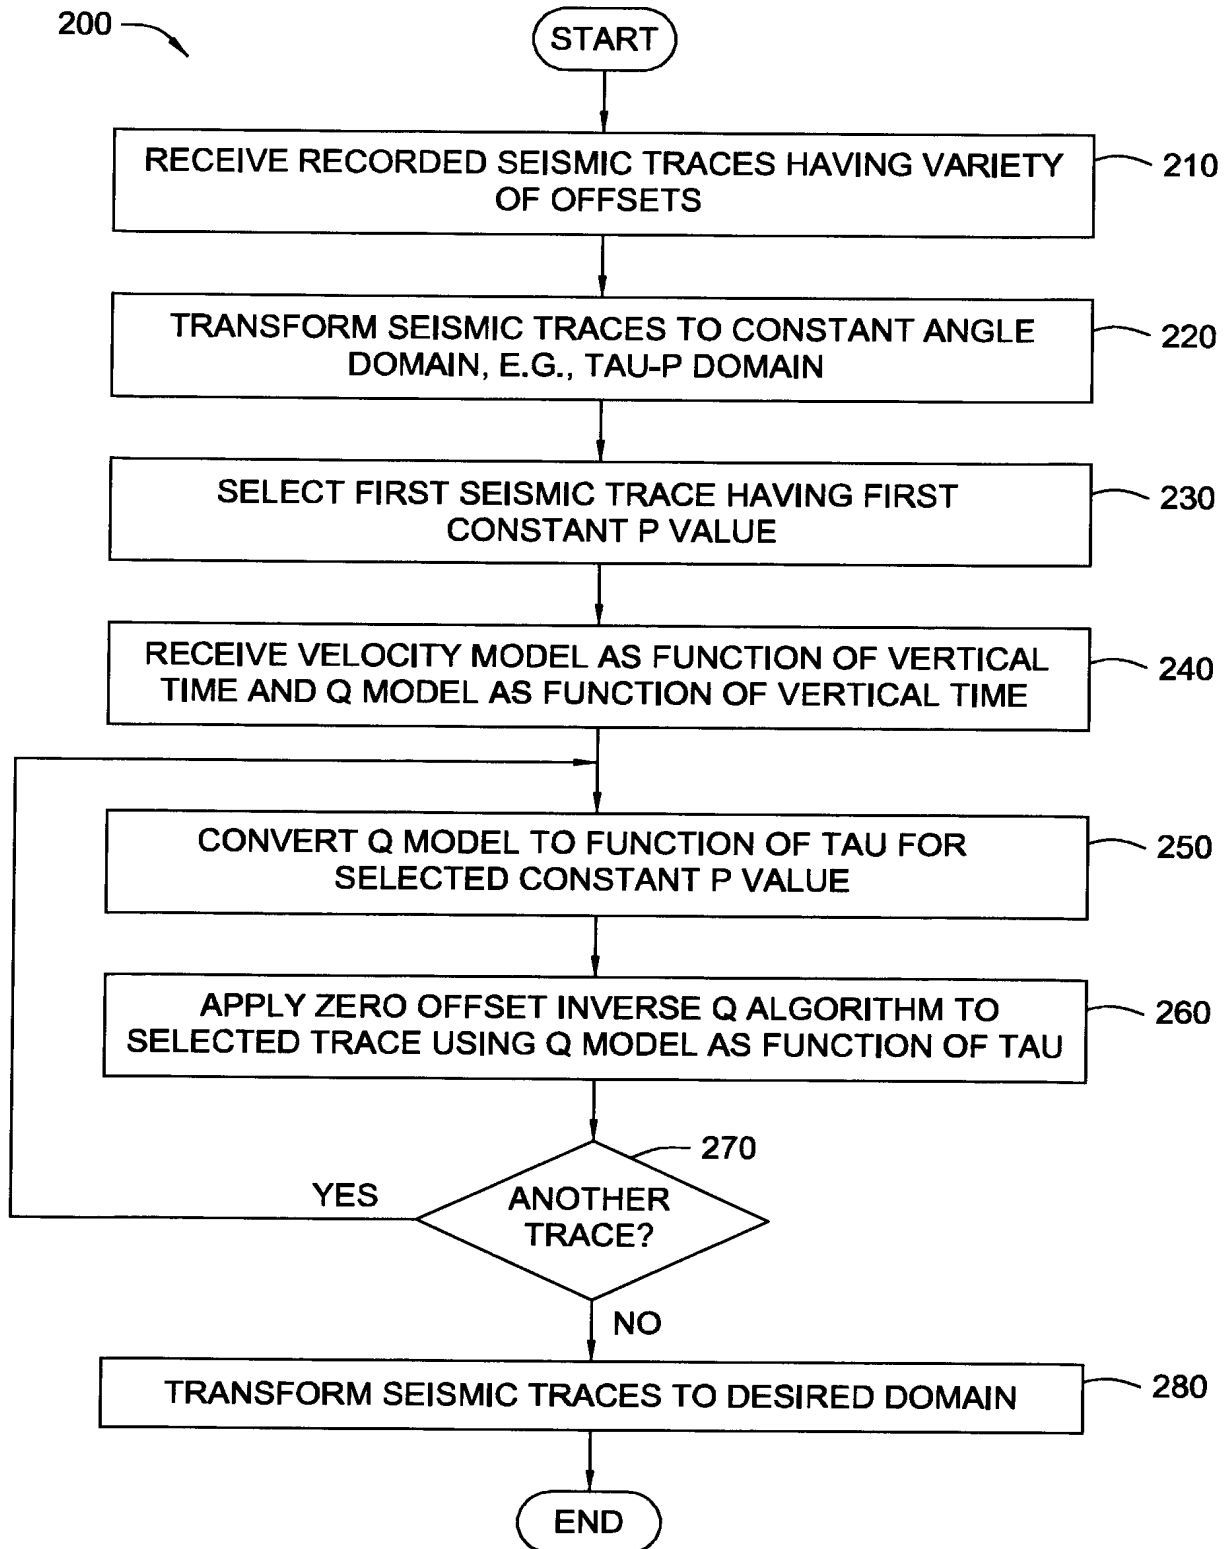 200
START
RECEIVE RECORDED SEISMIC TRACES HAVING VARIETY
OF OFFSETS
210
TRANSFORM SEISMIC TRACES TO CONSTANT ANGLE
DOMAIN, E.G., TAU-P DOMAIN
220
SELECT FIRST SEISMIC TRACE HAVING FIRST
CONSTANT P VALUE
230
RECEIVE VELOCITY MODEL AS FUNCTION OF VERTICAL
TIME AND Q MODEL AS FUNCTION OF VERTICAL TIME
240
CONVERT Q MODEL TO FUNCTION OF TAU FOR
SELECTED CONSTANT P VALUE
250
APPLY ZERO OFFSET INVERSE Q ALGORITHM TO
SELECTED TRACE USING Q MODEL AS FUNCTION OF TAU
260
270
YES
ANOTHER
TRACE?
NO
TRANSFORM SEISMIC TRACES TO DESIRED DOMAIN
280
END